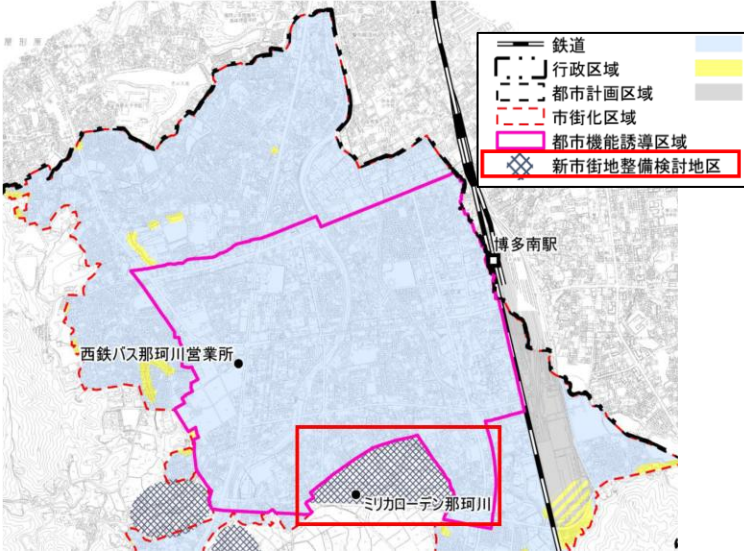 鉄道
行政区域
都市計画区域
市街化区域
都市機能誘導区域
新市街地整備検討地区
博多南駅
西鉄バス那珂川営業所
ミリカローデン那珂川